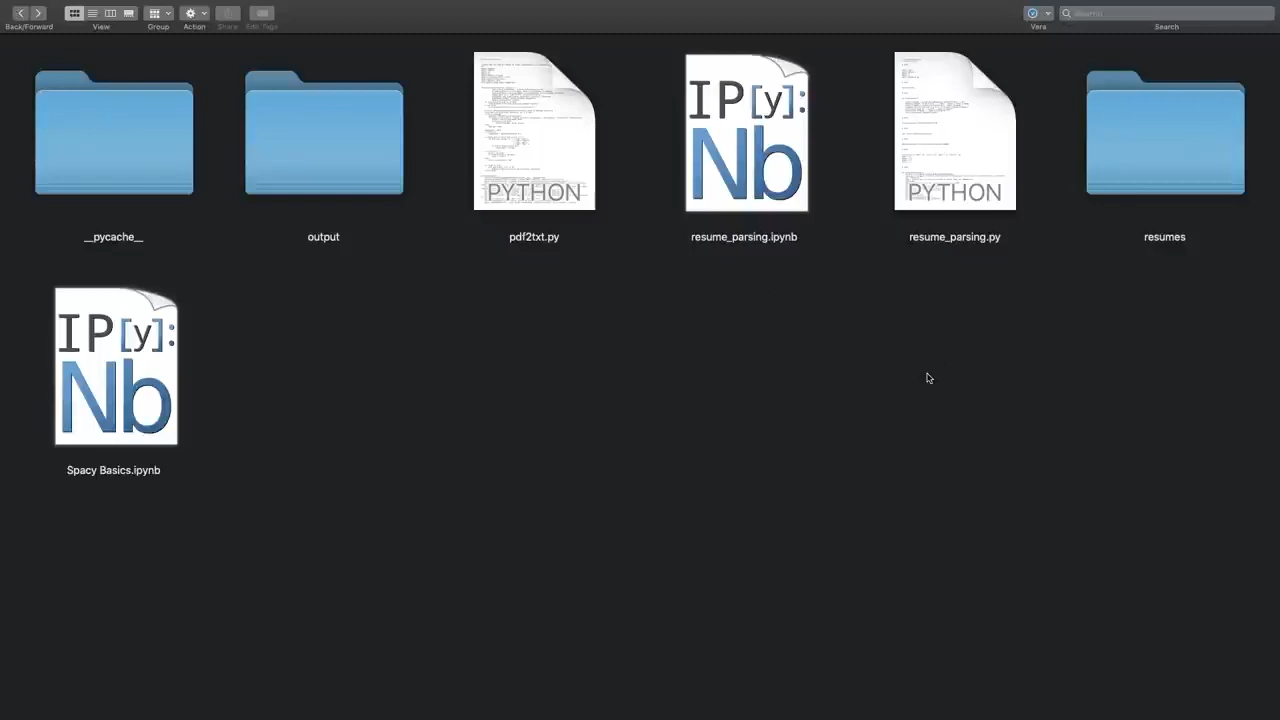 Back/Forward
View
Group
Action
Share
Edit Tags
Vera
Search
PYTHON
IP[y]:
Nb
PYTHON
__pycache__
output
pdf2txt.py
resume_parsing.ipynb
resume_parsing.py
resumes
IP[y]:
Nb
Spacy Basics.ipynb